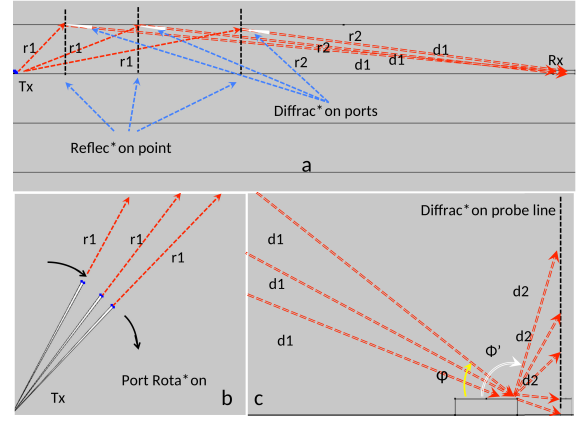 r1
r1
r1
r2
r2
r2
d1
d1
d1
Rx
Tx
Diffrac*on ports
Reflec*on point
a
r1
r1
r1
Tx
Port Rota*on
b
Diffrac*on probe line
d1
d1
d1
d2
d2
d2
Φ'
φ
c